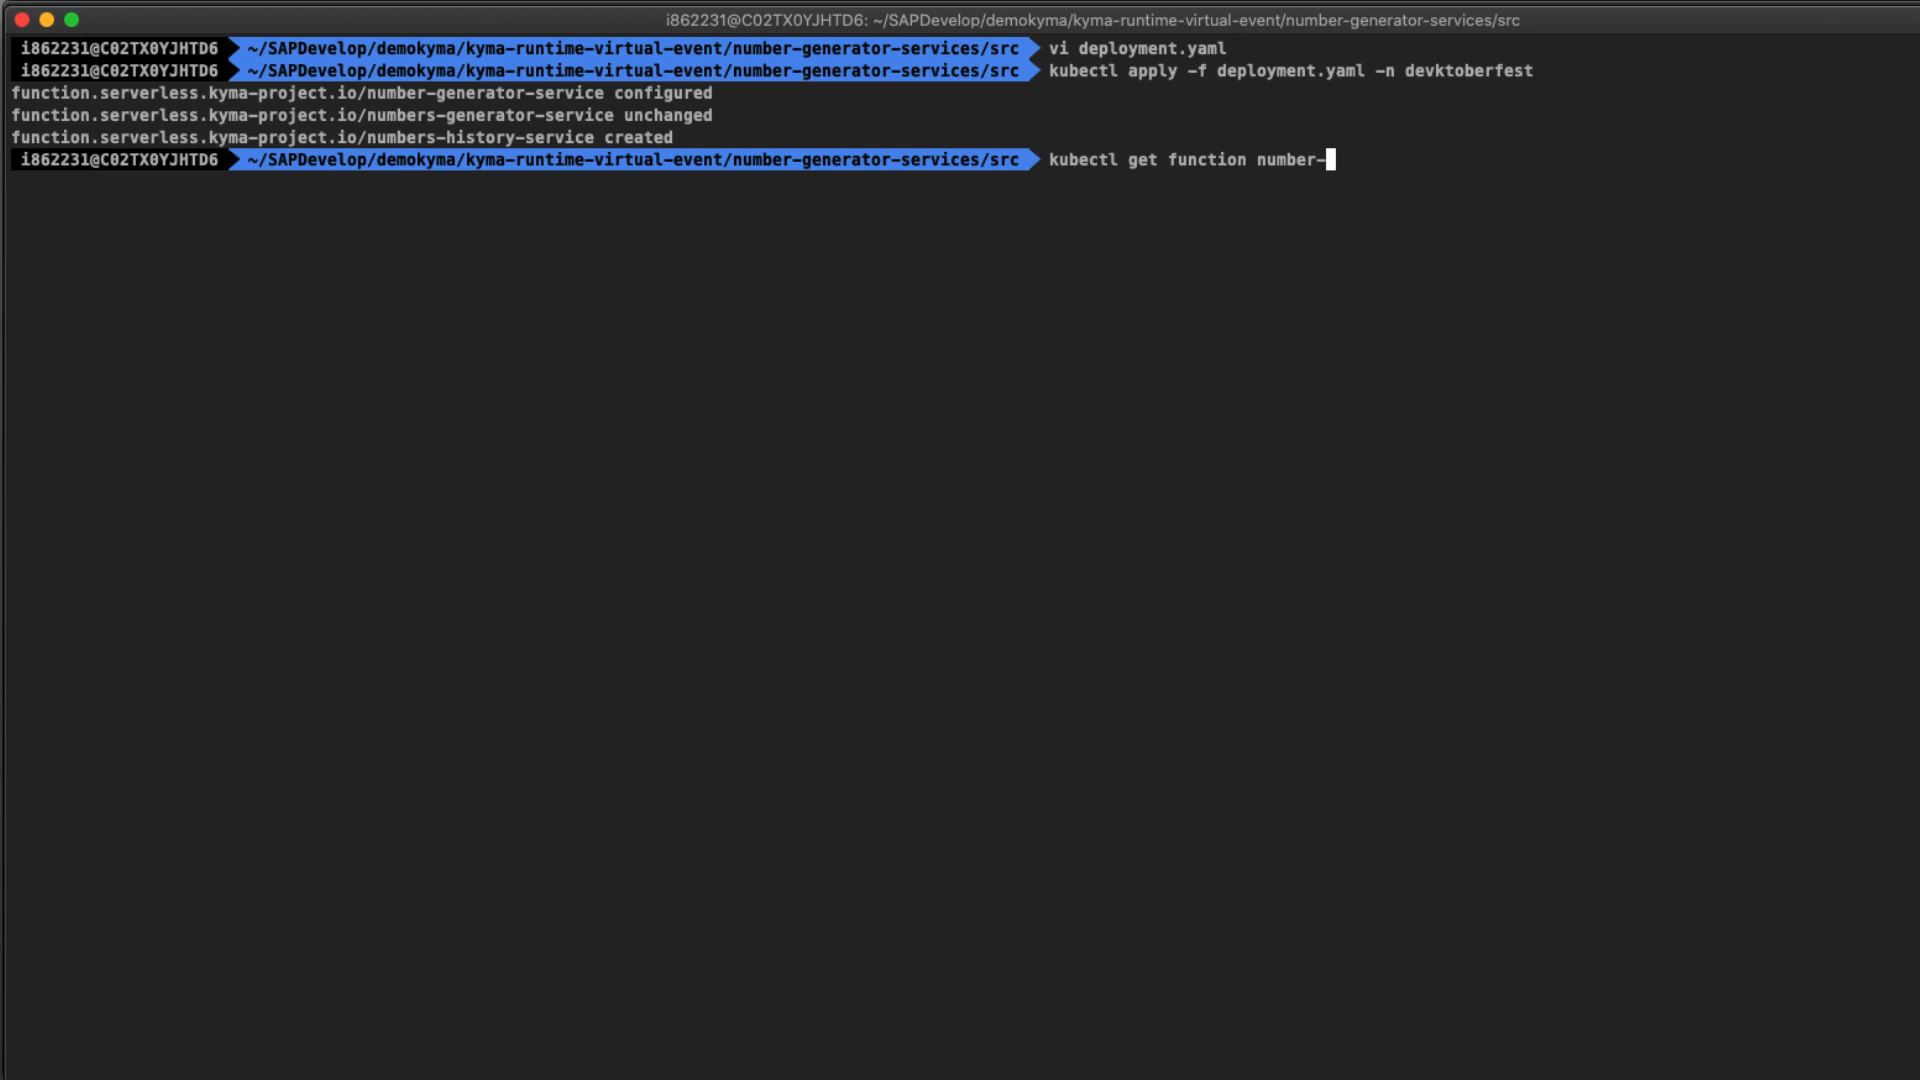 i862231@C02TX0YJHTD6: ~/SAPDevelop/demokyma/kyma-runtime-virtual-event/number-generator-services/src
i862231@C02TX0YJHTD6 ~/SAPDevelop/demokyma/kyma-runtime-virtual-event/number-generator-services/src vi deployment.yaml
i862231@C02TX0YJHTD6 ~/SAPDevelop/demokyma/kyma-runtime-virtual-event/number-generator-services/src kubectl apply -f deployment.yaml -n devktoberfest
function.serverless.kyma-project.io/number-generator-service configured
function.serverless.kyma-project.io/numbers-generator-service unchanged
function.serverless.kyma-project.io/numbers-history-service created
i862231@C02TX0YJHTD6 ~/SAPDevelop/demokyma/kyma-runtime-virtual-event/number-generator-services/src kubectl get function number-